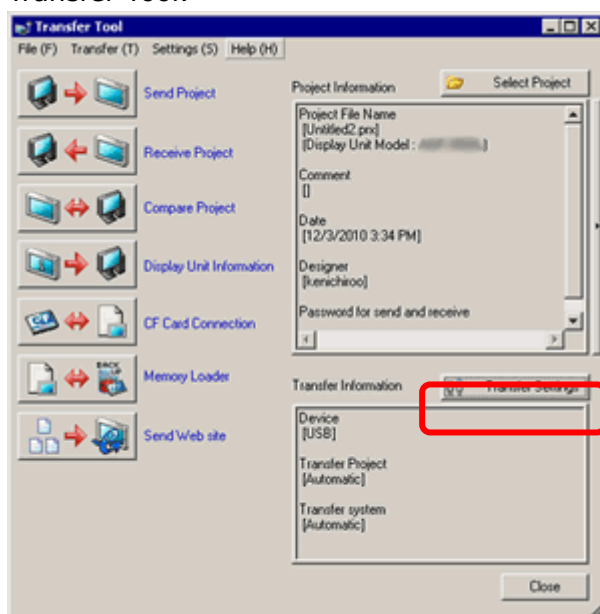 Transfer Tool.
Transfer Tool
File (F) Transfer (T) Settings (S) Help (H)
Send Project
Receive Project
Compare Project
Display Unit Information
CF Card Connection
Memory Loader
Send Web site
Project Information
Select Project
Project File Name
[Untitled2.prx]
(Display Unit Model : )
Comment
[]
Date
[12/3/2010 3:34 PM]
Designer
[kenichiroo]
Password for send and receive
Transfer Information
Transfer Settings
Device
[USB]
Transfer Project
[Automatic]
Transfer system
[Automatic]
Close